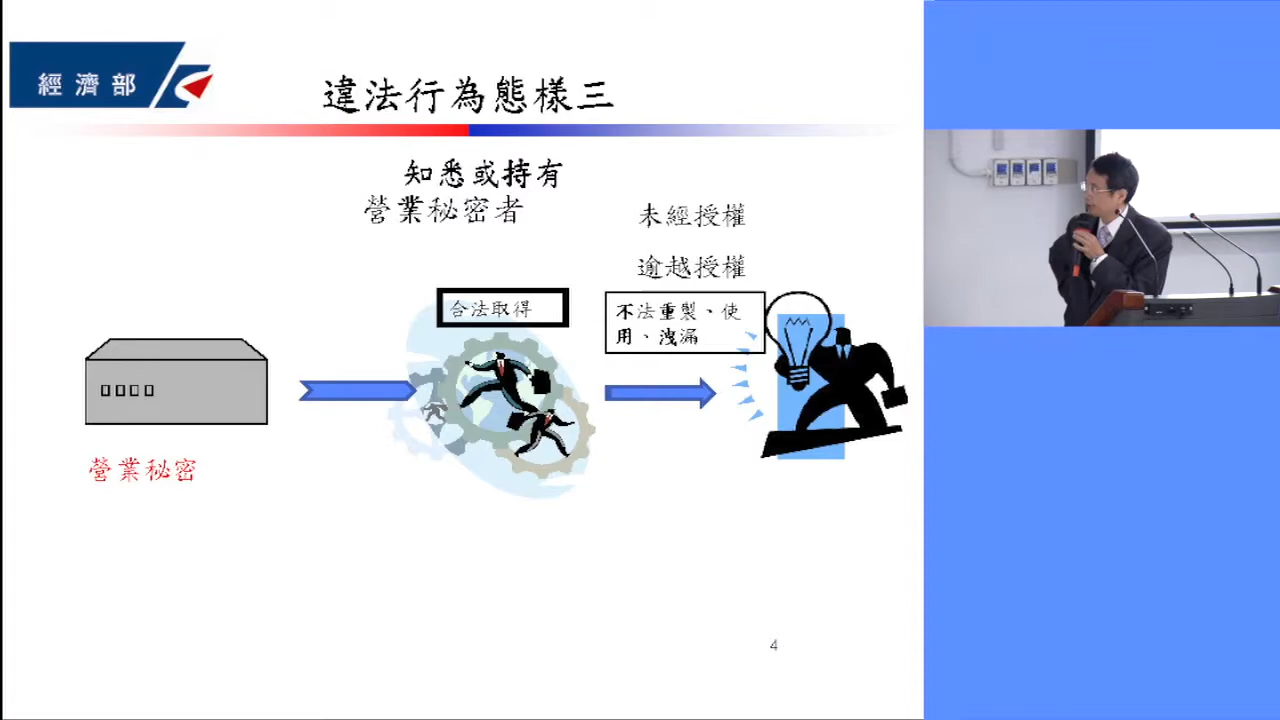 經濟部
違法行為態樣三
知悉或持有
營業秘密者
未經授權
逾越授權
合法取得
不法重製、使
用、洩漏
營業秘密
4